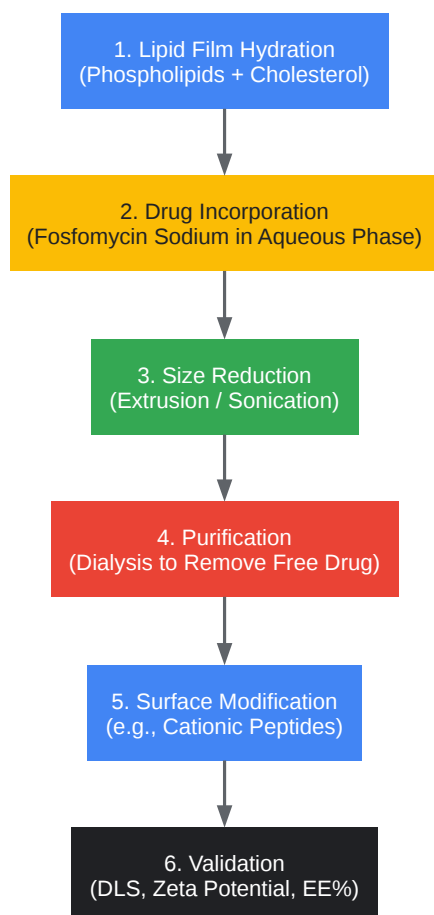 1. Lipid Film Hydration
(Phospholipids + Cholesterol)
2. Drug Incorporation
(Fosfomycin Sodium in Aqueous Phase)
3. Size Reduction
(Extrusion / Sonication)
4. Purification
(Dialysis to Remove Free Drug)
5. Surface Modification
(e.g., Cationic Peptides)
6. Validation
(DLS, Zeta Potential, EE%)